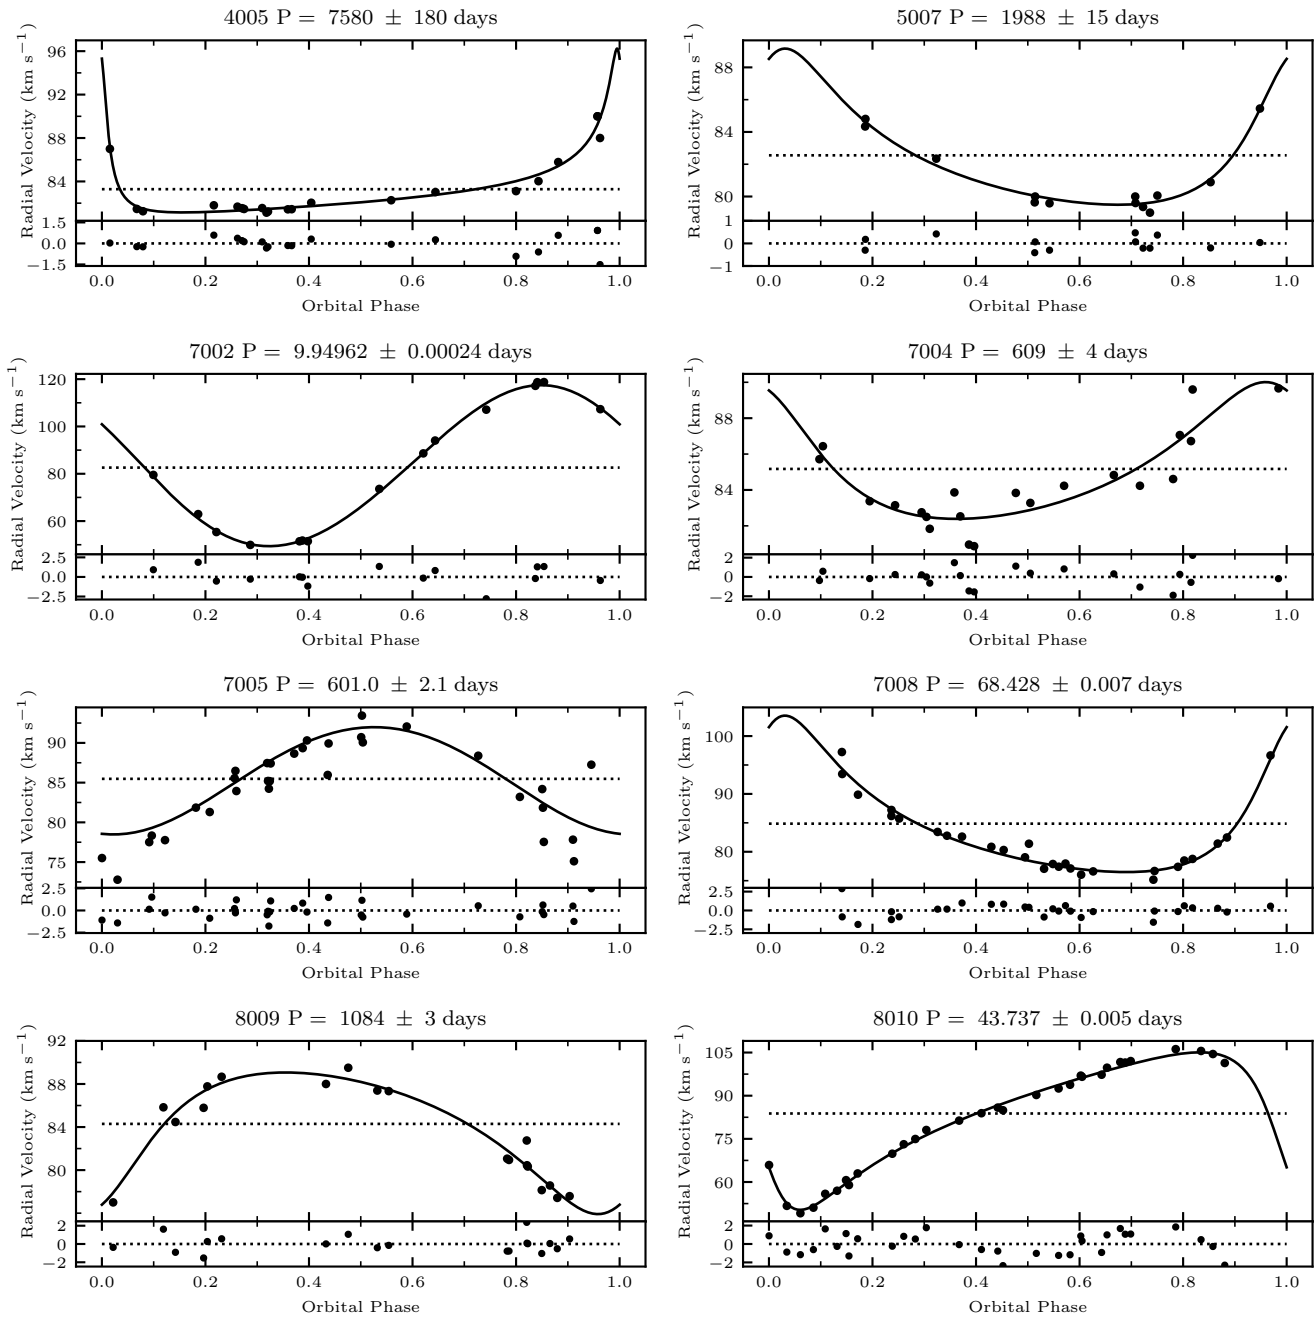 4005 P = 7580 ± 180 days
Radial Velocity (km s⁻¹)
96
92
88
84
1.5
0.0
−1.5
0.0 0.2 0.4 0.6 0.8 1.0
Orbital Phase
5007 P = 1988 ± 15 days
Radial Velocity (km s⁻¹)
88
84
80
1
0
−1
0.0 0.2 0.4 0.6 0.8 1.0
Orbital Phase
7002 P = 9.94962 ± 0.00024 days
Radial Velocity (km s⁻¹)
120
100
80
60
2.5
0.0
−2.5
0.0 0.2 0.4 0.6 0.8 1.0
Orbital Phase
7004 P = 609 ± 4 days
Radial Velocity (km s⁻¹)
88
84
2
0
−2
0.0 0.2 0.4 0.6 0.8 1.0
Orbital Phase
7005 P = 601.0 ± 2.1 days
Radial Velocity (km s⁻¹)
90
85
80
75
2.5
0.0
−2.5
0.0 0.2 0.4 0.6 0.8 1.0
Orbital Phase
7008 P = 68.428 ± 0.007 days
Radial Velocity (km s⁻¹)
100
90
80
2.5
0.0
−2.5
0.0 0.2 0.4 0.6 0.8 1.0
Orbital Phase
8009 P = 1084 ± 3 days
Radial Velocity (km s⁻¹)
92
88
84
80
2
0
−2
0.0 0.2 0.4 0.6 0.8 1.0
Orbital Phase
8010 P = 43.737 ± 0.005 days
Radial Velocity (km s⁻¹)
105
90
75
60
2
0
−2
0.0 0.2 0.4 0.6 0.8 1.0
Orbital Phase